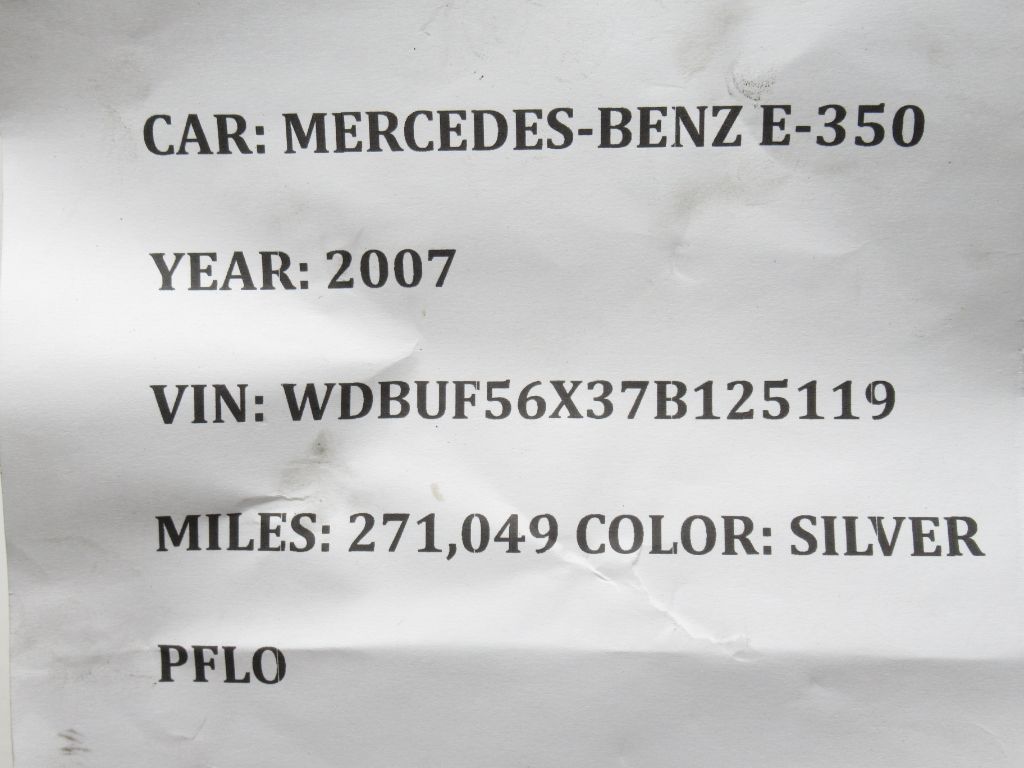 CAR: MERCEDES-BENZ E-350
YEAR: 2007
VIN: WDBUF56X37B125119
MILES: 271,049 COLOR: SILVER
PFLO